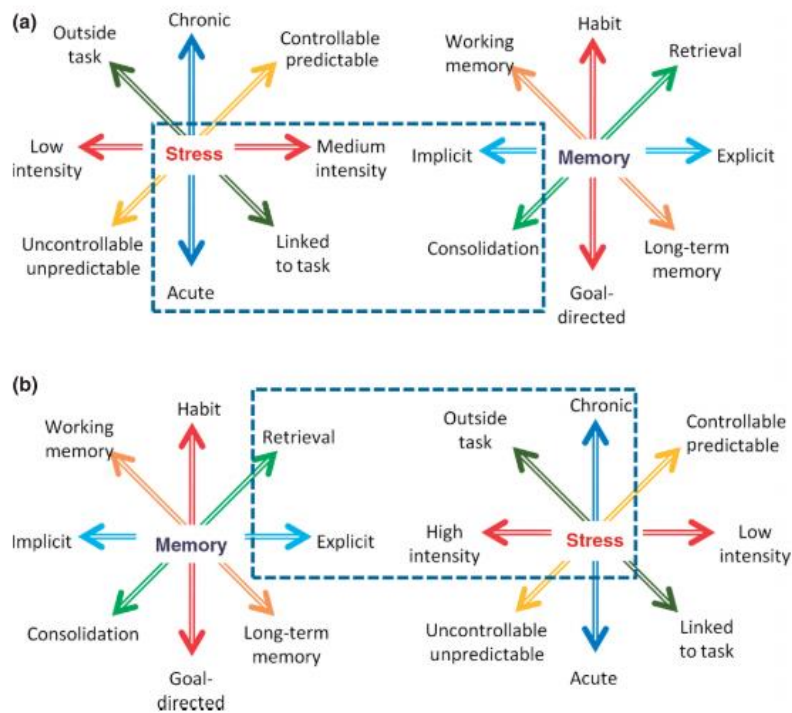 (a)
Chronic
Outside
task
Controllable
predictable
Low
intensity
Stress
Medium
intensity
Uncontrollable
unpredictable
Linked
to task
Acute
Habit
Working
memory
Retrieval
Implicit
Memory
Explicit
Consolidation
Long-term
memory
Goal-
directed
(b)
Habit
Working
memory
Retrieval
Implicit
Memory
Explicit
Consolidation
Long-term
memory
Goal-
directed
Chronic
Outside
task
Controllable
predictable
High
intensity
Stress
Low
intensity
Uncontrollable
unpredictable
Linked
to task
Acute